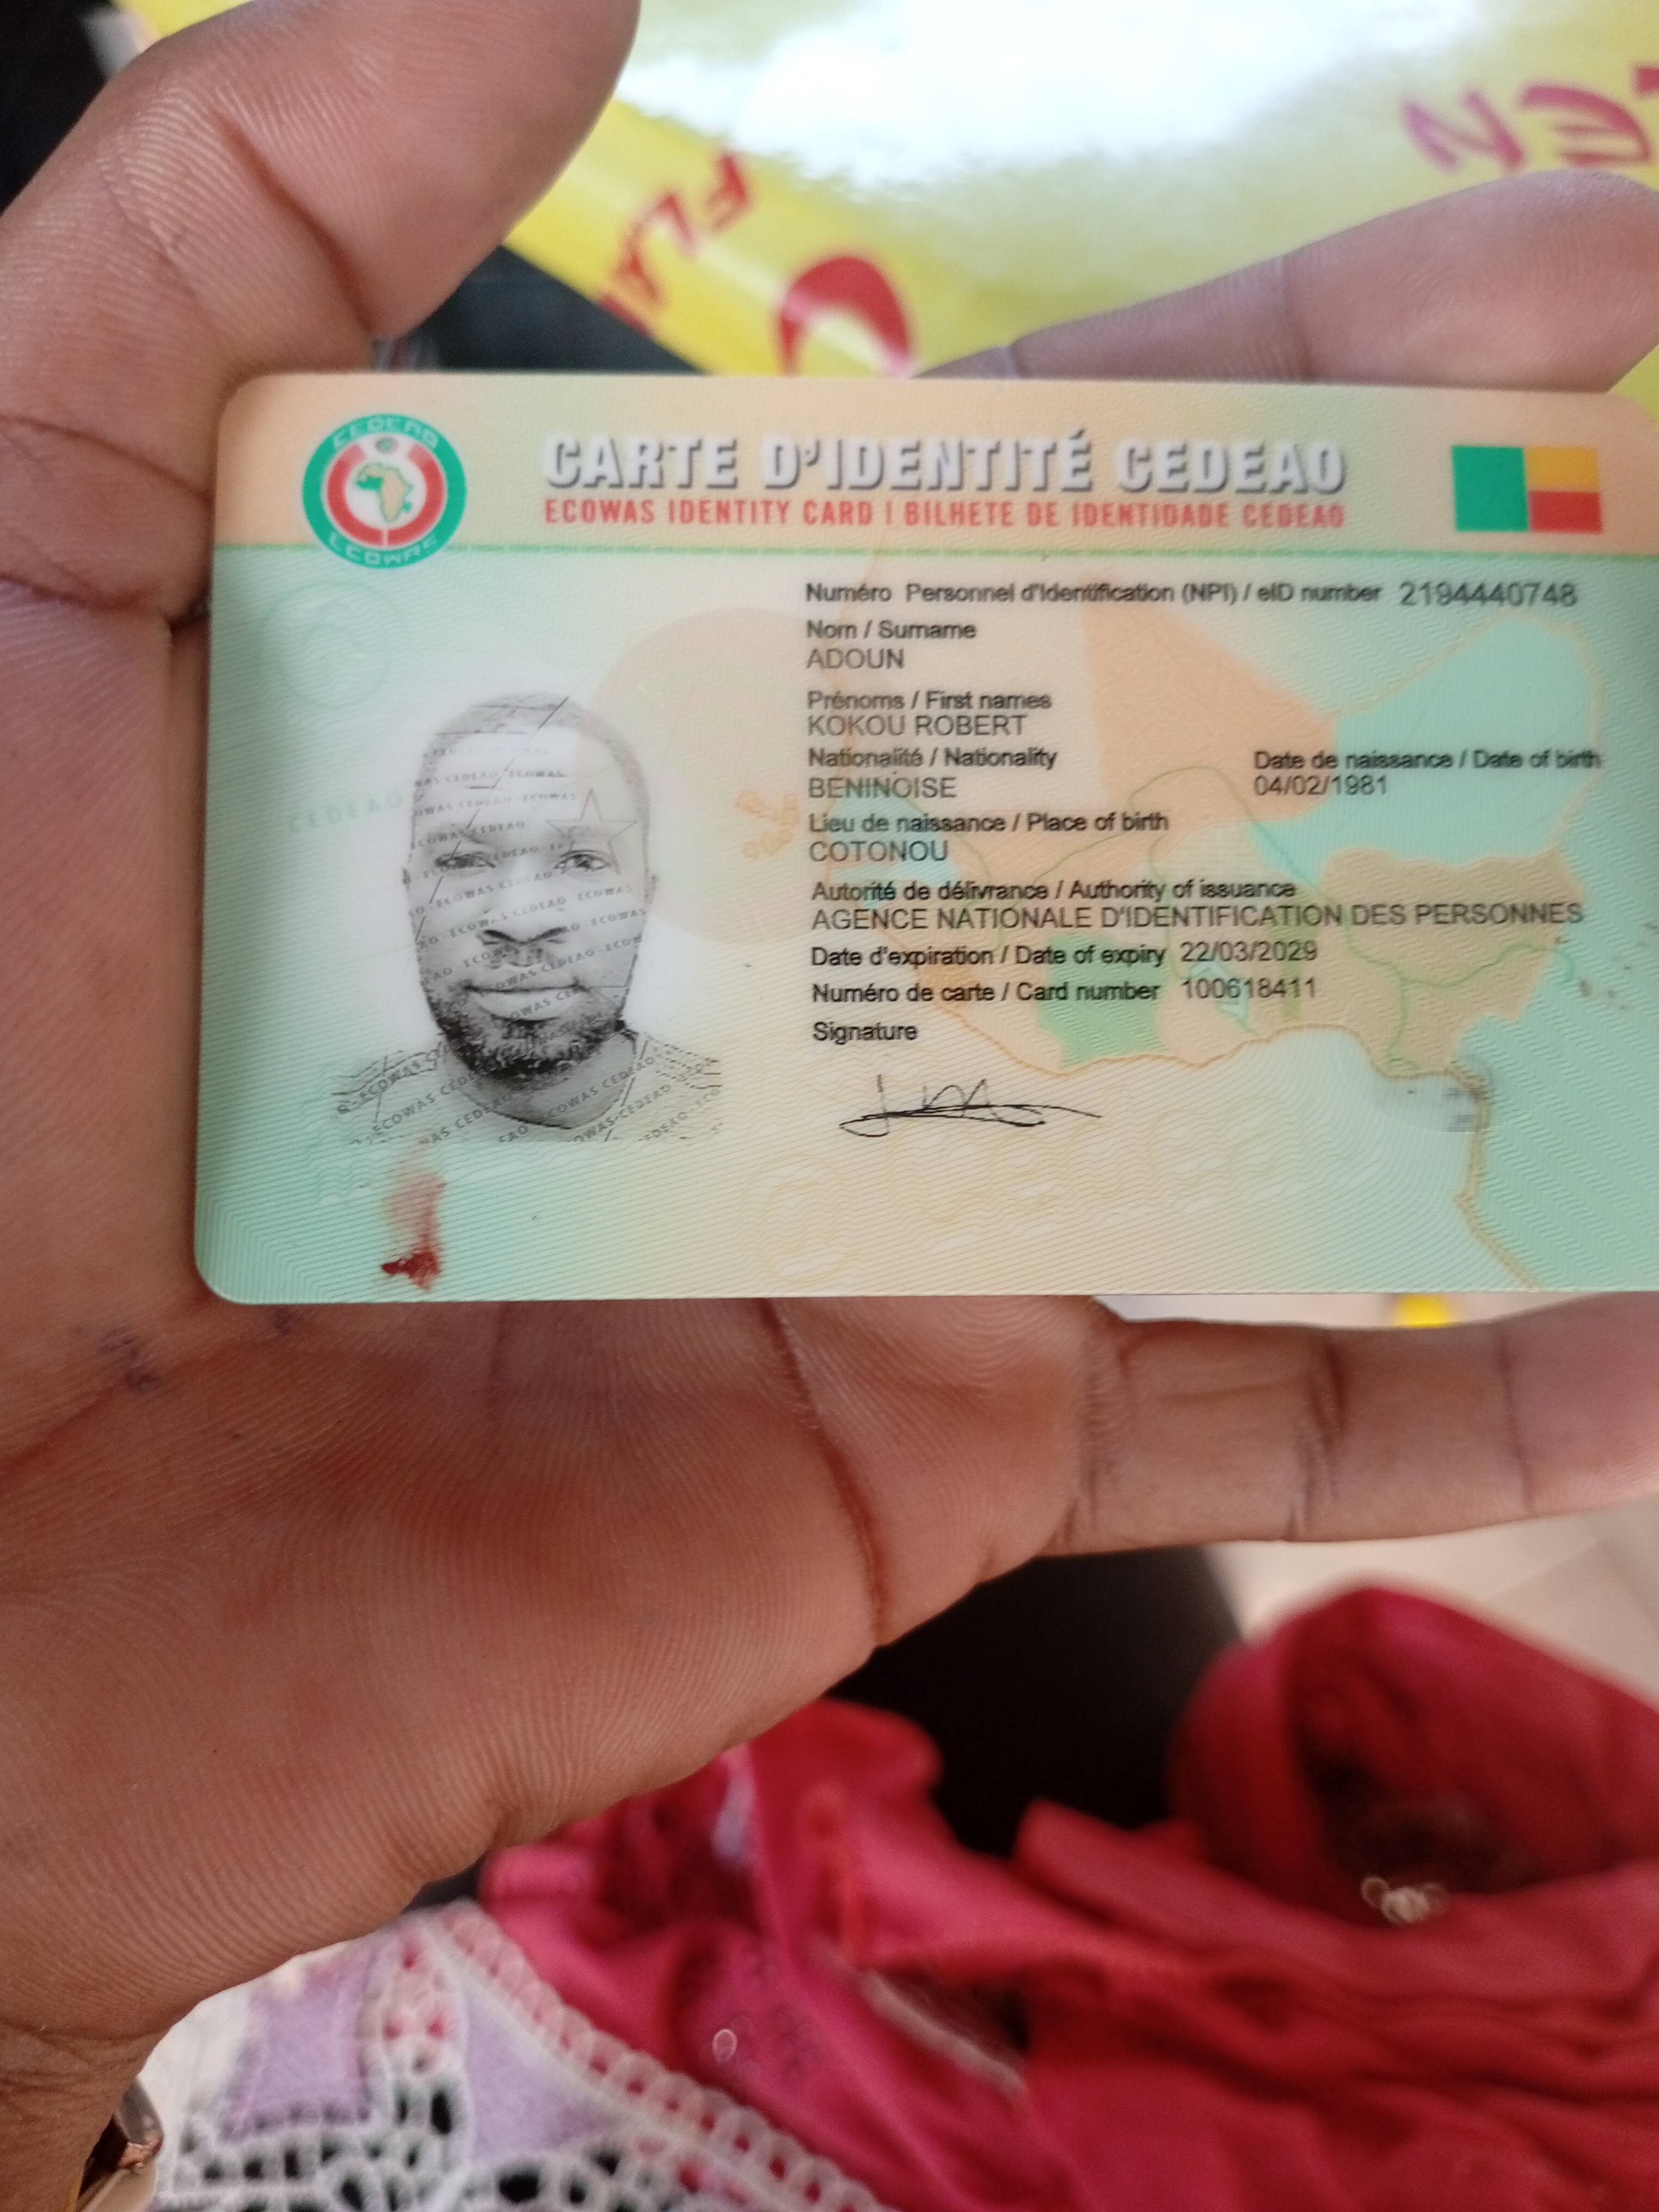 FLA
EN
CEDEAO
ECOWAS
CARTE D'IDENTITÉ CEDEAO
ECOWAS IDENTITY CARD | BILHETE DE IDENTIDADE CEDEAO
Numéro Personnel d'Identification (NPI) / eID number 2194440748
Nom / Surname
ADOUN
Prénoms / First names
KOKOU ROBERT
Nationalité / Nationality
BENINOISE
Date de naissance / Date of birth
04/02/1981
Lieu de naissance / Place of birth
COTONOU
Autorité de délivrance / Authority of issuance
AGENCE NATIONALE D'IDENTIFICATION DES PERSONNES
Date d'expiration / Date of expiry 22/03/2029
Numéro de carte / Card number 100618411
Signature